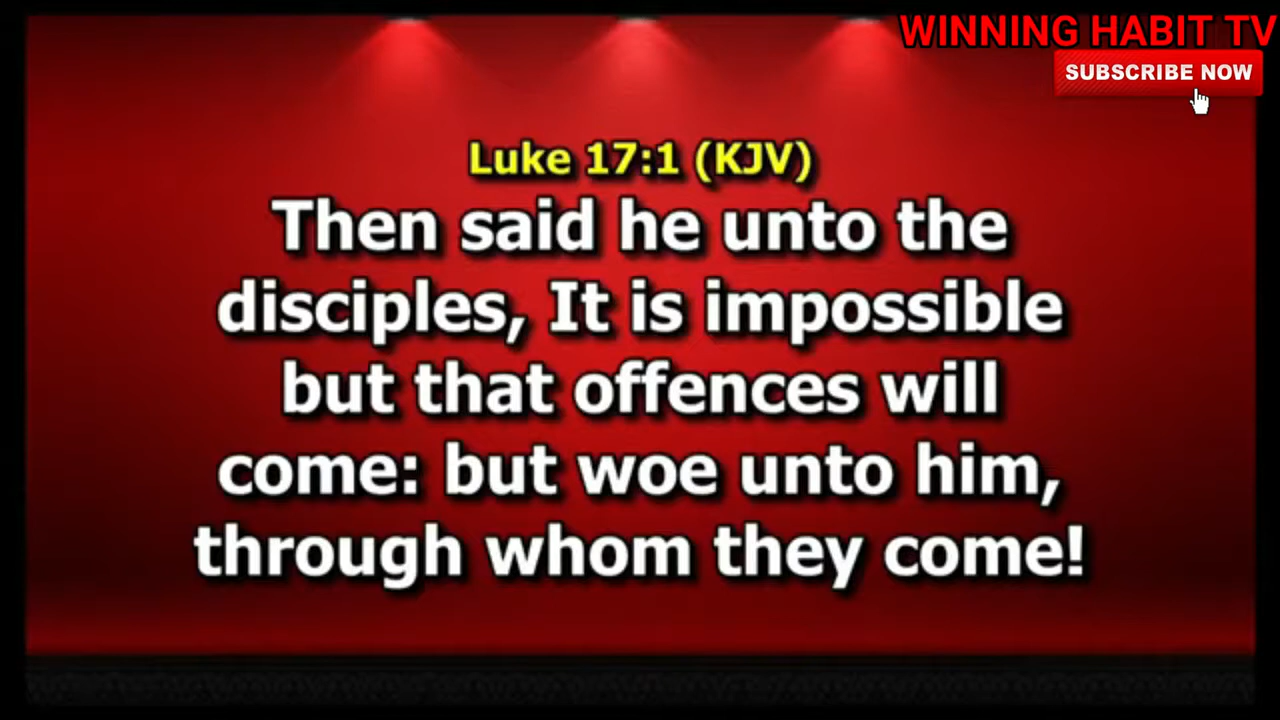 WINNING HABIT TV
SUBSCRIBE NOW
Luke 17:1 (KJV)
Then said he unto the
disciples, It is impossible
but that offences will
come: but woe unto him,
through whom they come!